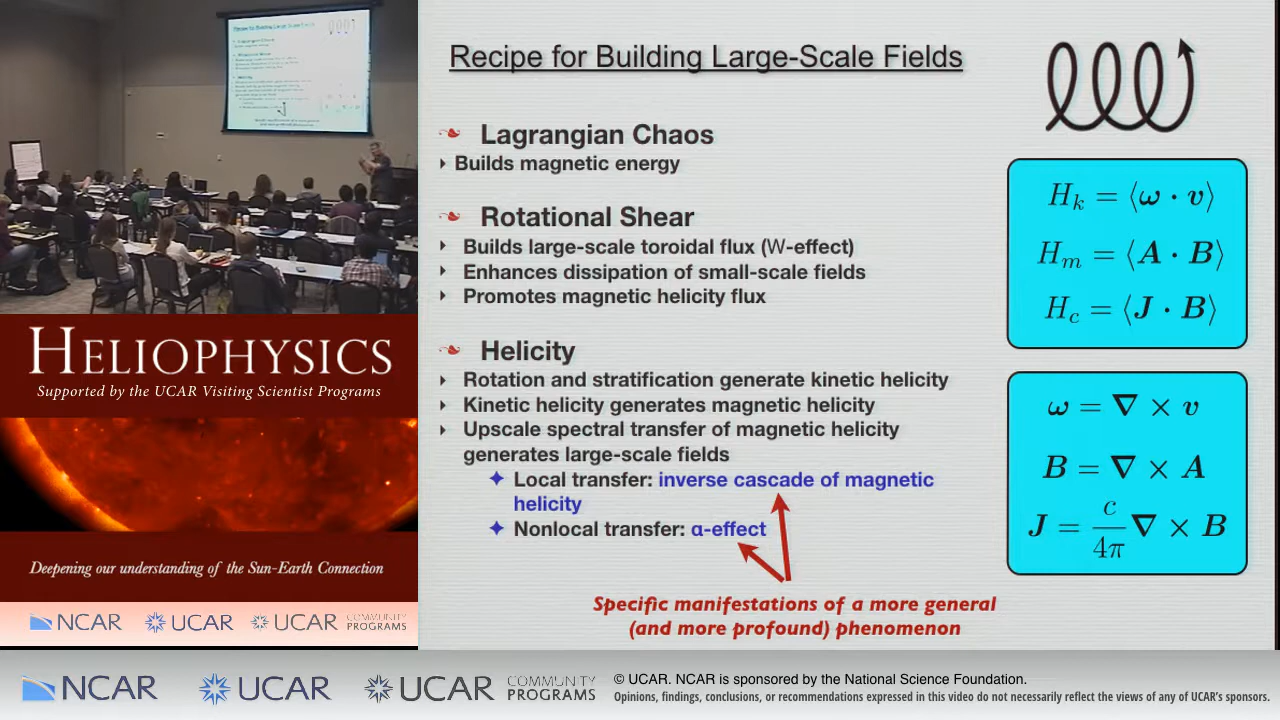 Recipe for Building Large-Scale Fields
Lagrangian Chaos
Builds magnetic energy
Rotational Shear
Builds large-scale toroidal flux (W-effect)
Enhances dissipation of small-scale fields
Promotes magnetic helicity flux
Helicity
Rotation and stratification generate kinetic helicity
Kinetic helicity generates magnetic helicity
Upscale spectral transfer of magnetic helicity
generates large-scale fields
Local transfer: inverse cascade of magnetic
helicity
Nonlocal transfer: α-effect
Specific manifestations of a more general
(and more profound) phenomenon
H_k = ⟨ω · v⟩
H_m = ⟨A · B⟩
H_c = ⟨J · B⟩
ω = ∇ × v
B = ∇ × A
J = c/4π ∇ × B
HELIOPHYSICS
Supported by the UCAR Visiting Scientist Programs
Deepening our understanding of the Sun-Earth Connection
NCAR UCAR UCAR COMMUNITY PROGRAMS
NCAR UCAR UCAR COMMUNITY PROGRAMS
© UCAR. NCAR is sponsored by the National Science Foundation.
Opinions, findings, conclusions, or recommendations expressed in this video do not necessarily reflect the views of any of UCAR's sponsors.